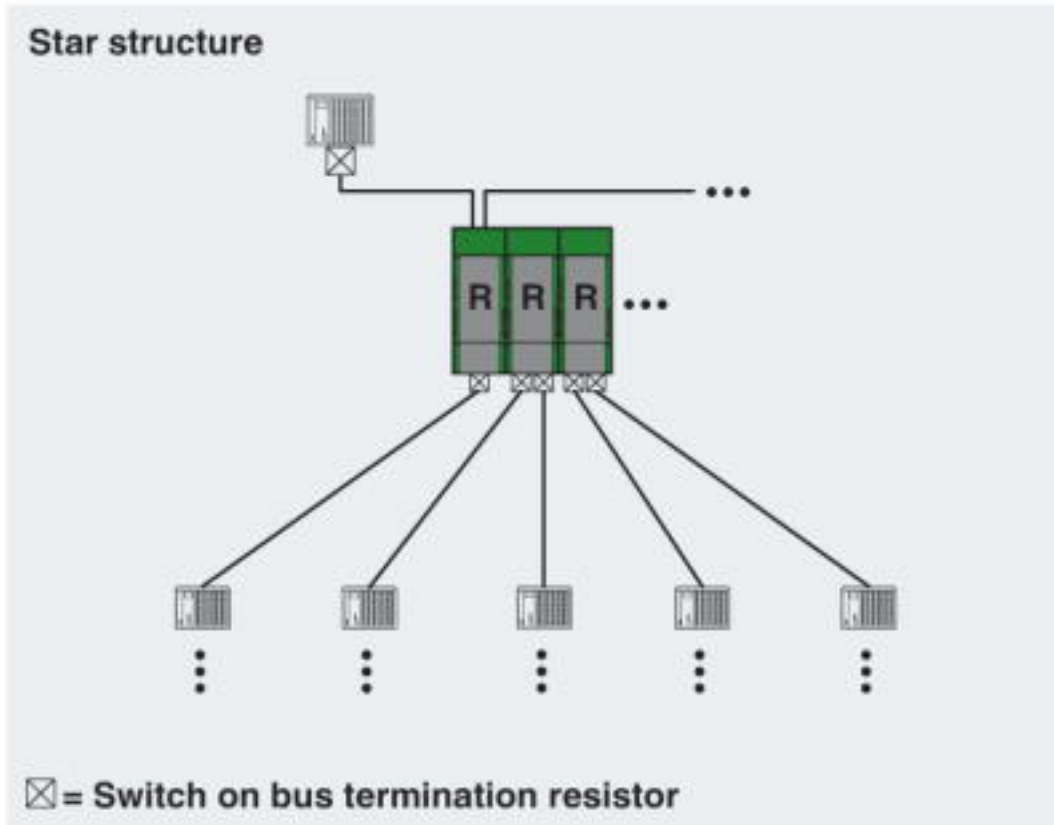 Star structure
R R R
= Switch on bus termination resistor